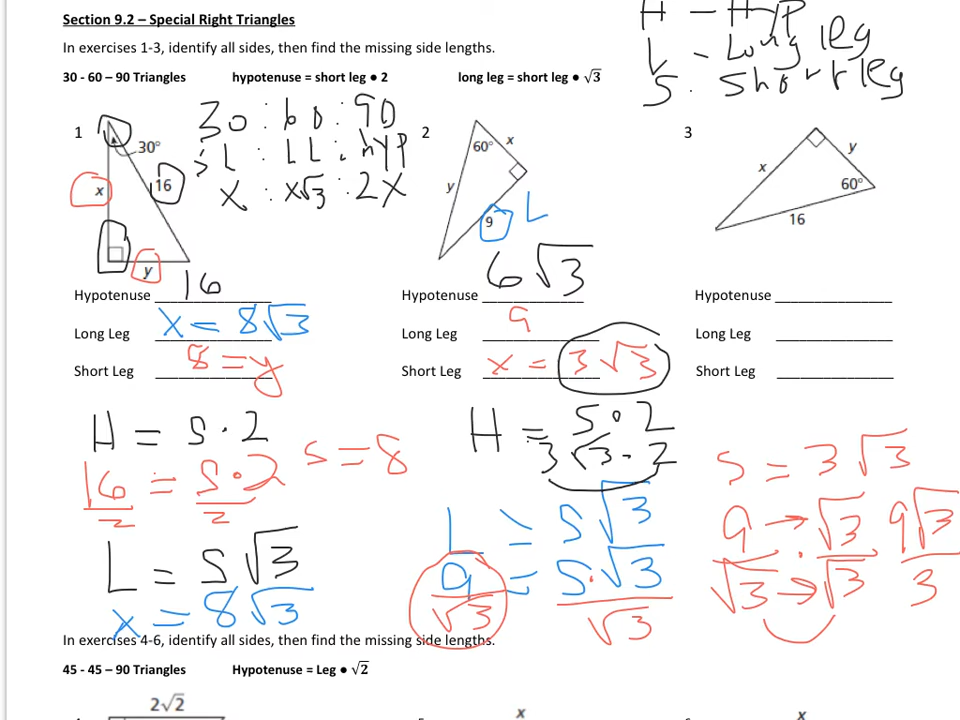 Section 9.2 – Special Right Triangles
H – Hyp
In exercises 1-3, identify all sides, then find the missing side lengths.
L - Long leg
30 - 60 – 90 Triangles hypotenuse = short leg • 2 long leg = short leg • √3
S. Short leg
30 : 60 : 90
SL : LL : hyp
x : x√3 : 2x
1 30° 16 x y
2 60° x y 9 L
3 x y 60° 16
Hypotenuse 16 Hypotenuse 6√3 Hypotenuse
Long Leg x = 8√3 Long Leg 9 Long Leg
Short Leg 8 = y Short Leg x = 3√3 Short Leg
H = S · 2
16 = S · 2
2 2
S = 8
L = S√3
x = 8√3
H = S · 2
= 3√3 · 2
L = S√3
9 = S·√3
√3 √3
S = 3√3
9 → √3 9√3
√3 → √3 3
In exercises 4-6, identify all sides, then find the missing side lengths.
45 - 45 – 90 Triangles Hypotenuse = Leg • √2
2√2
x x